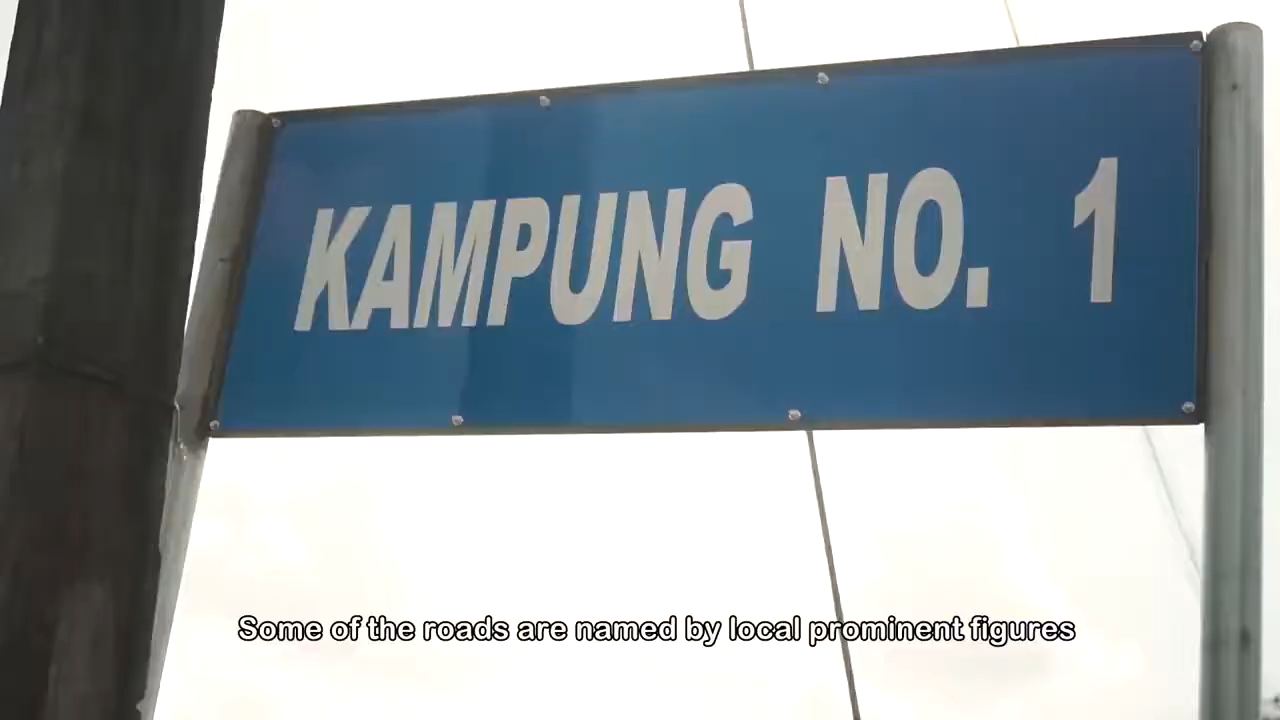 KAMPUNG NO. 1
Some of the roads are named by local prominent figures